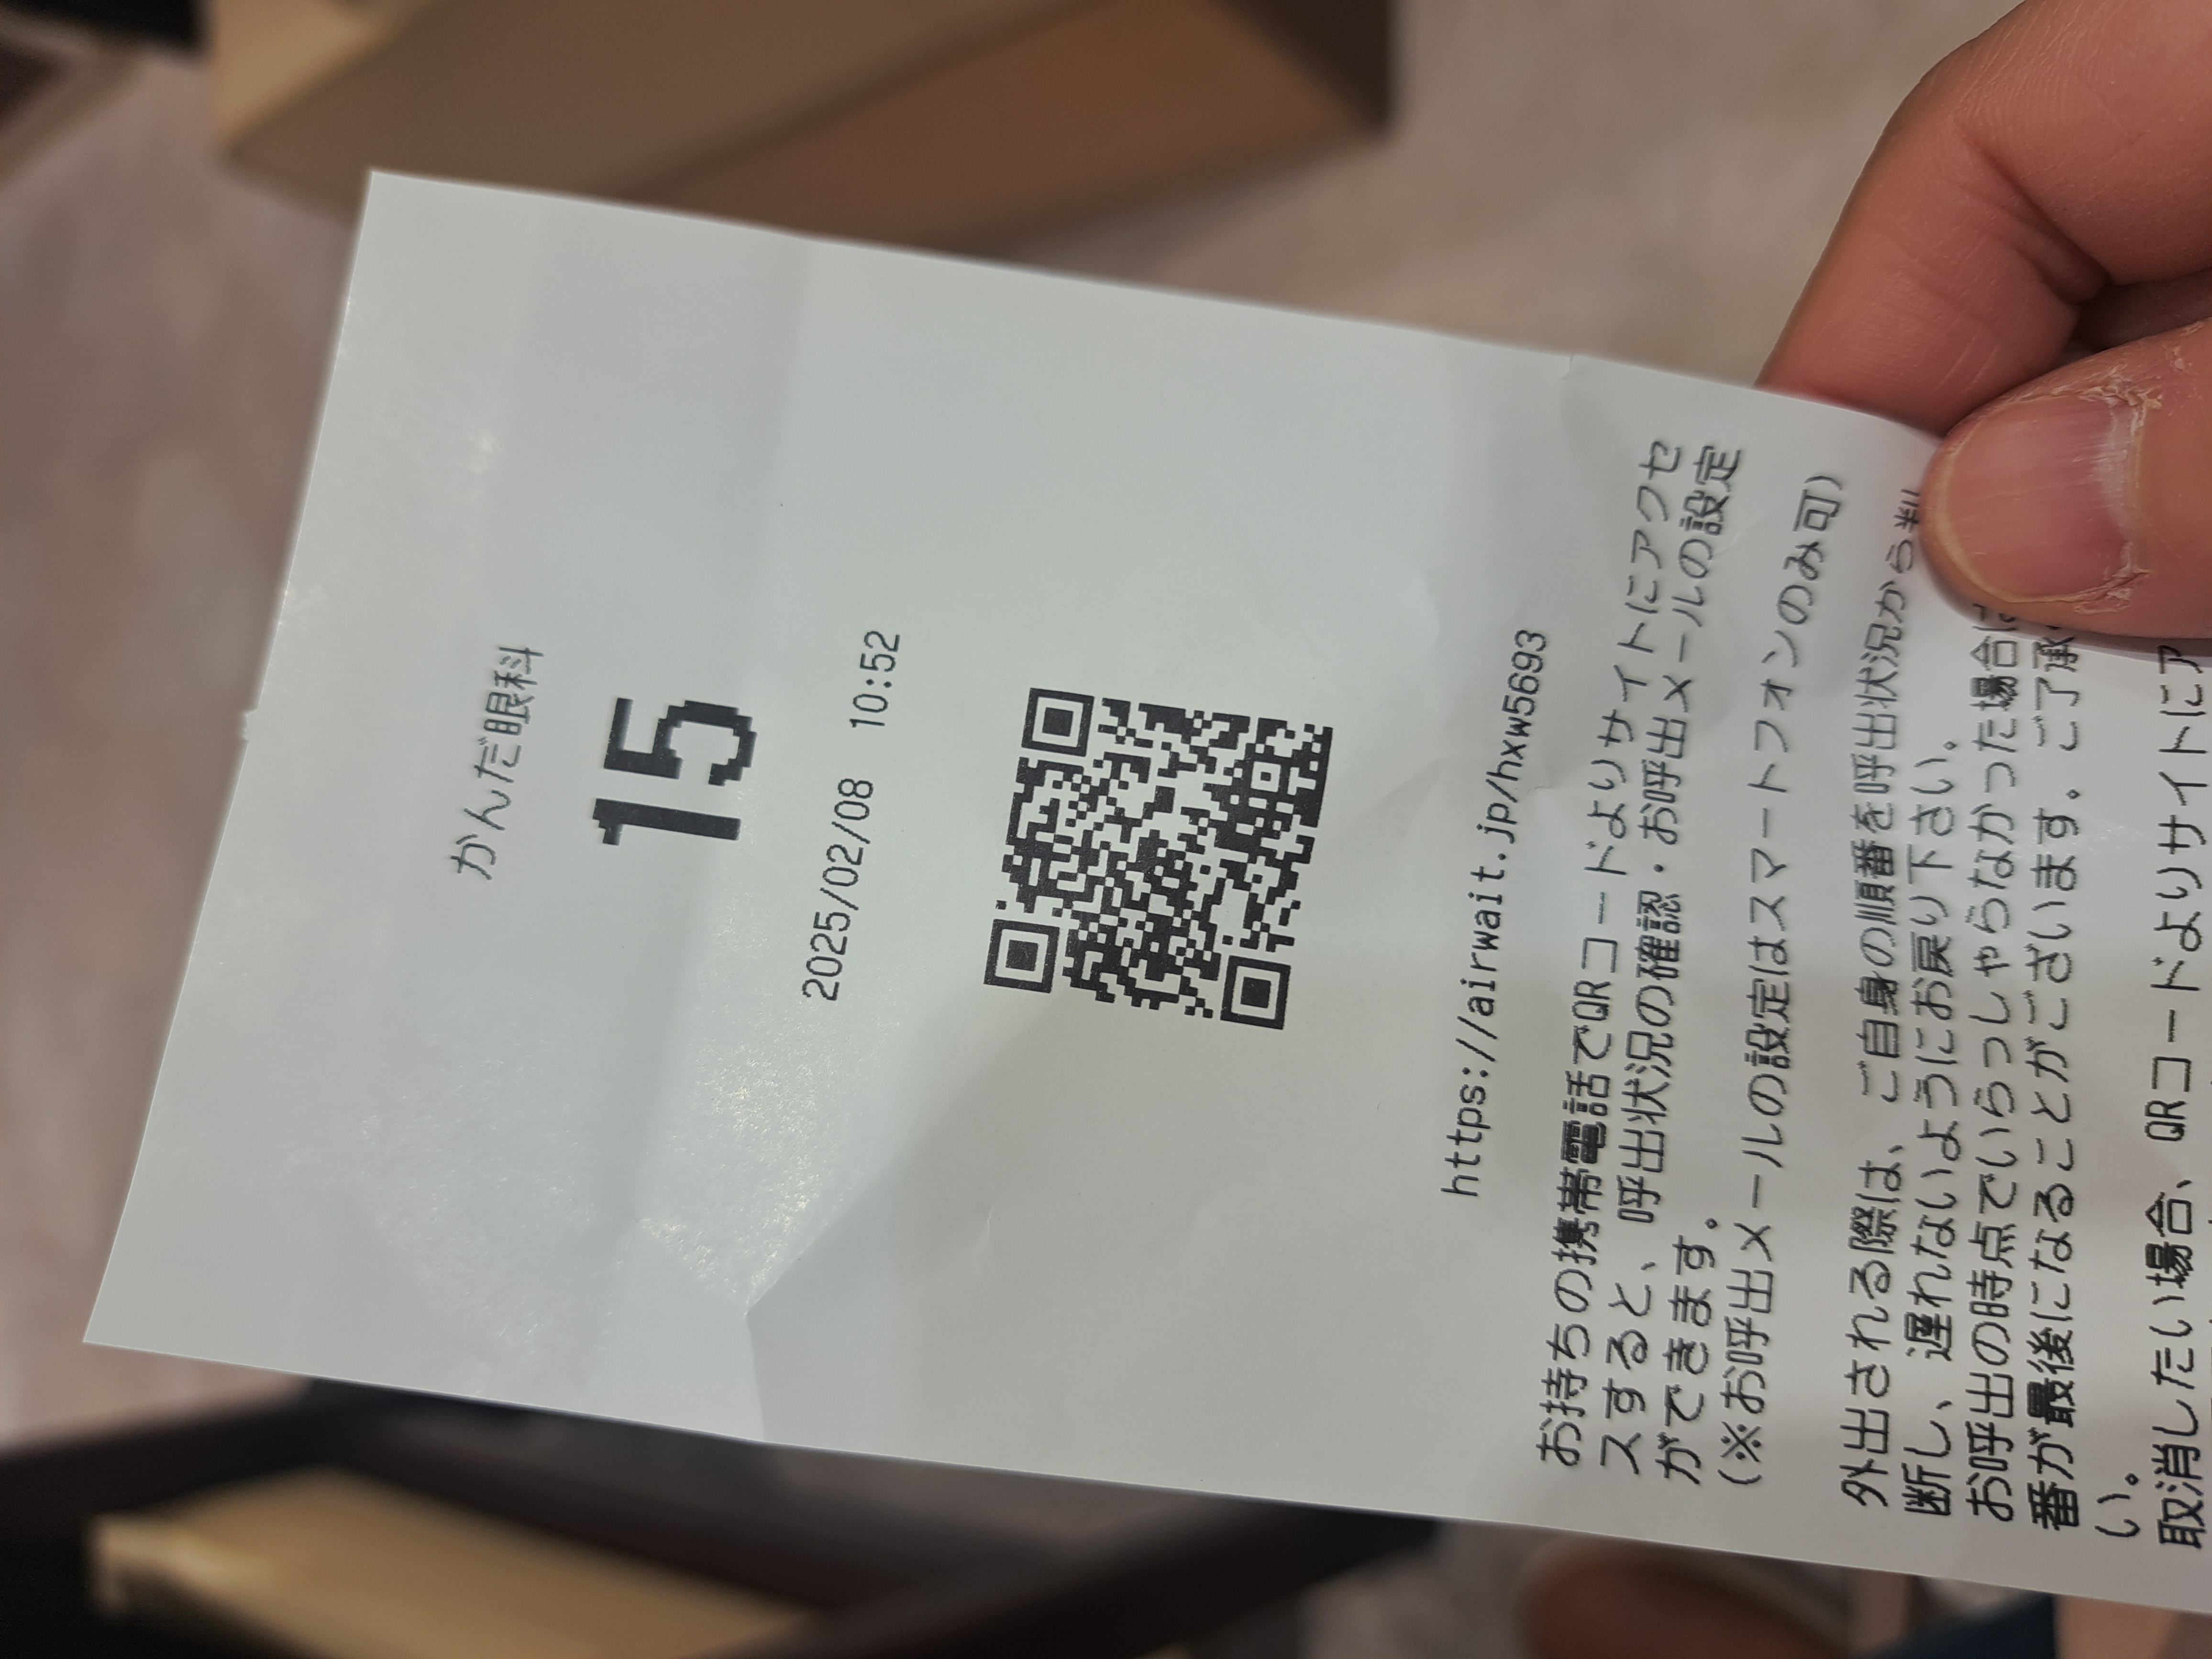 かんだ眼科
15
2025/02/08 10:52
https://airwait.jp/hxw5693
お持ちの携帯電話でQRコードよりサイトにアクセ
スすると、呼出状況の確認・お呼出メールの設定
ができます。
(※お呼出メールの設定はスマートフォンのみ可)
外出される際は、ご自身の順番を呼出状況から判
断し、遅れないようにお戻り下さい。
お呼出の時点でいらっしゃらなかった場合に
番が最後になることがございます。ご了承
い。
取消したい場合、QRコードよりサイトにア